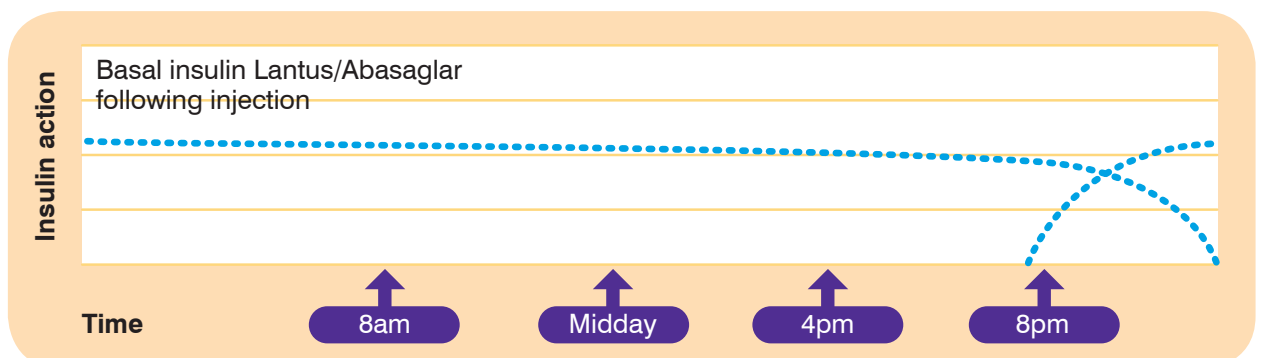 Basal insulin Lantus/Abasaglar
following injection
Insulin action
Time
8am
Midday
4pm
8pm